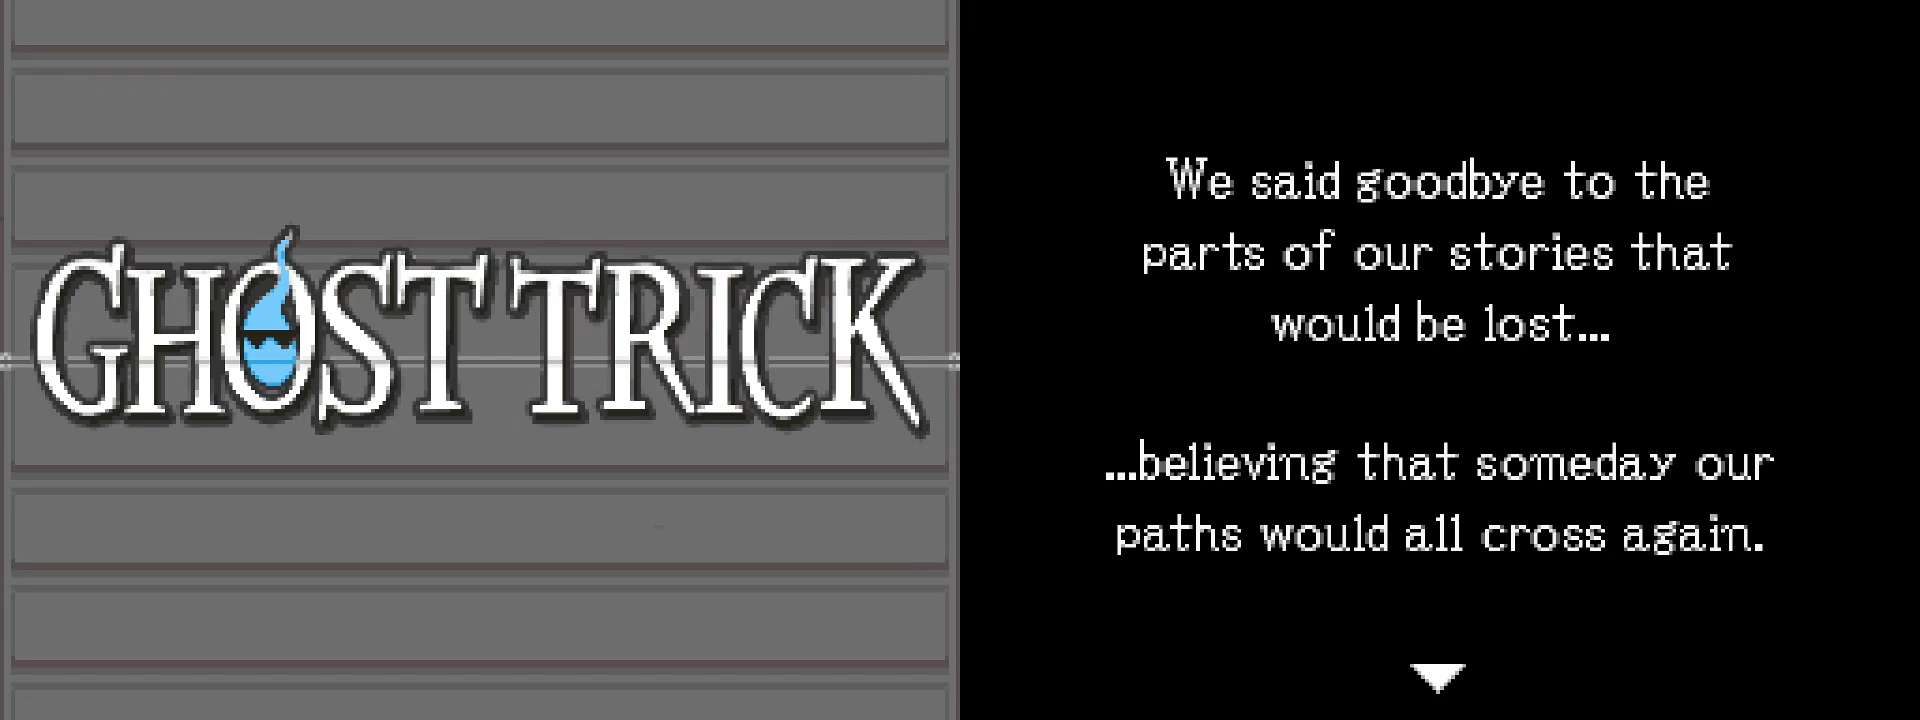 GHOST TRICK
We said goodbye to the
parts of our stories that
would be lost...
...believing that someday our
paths would all cross again.